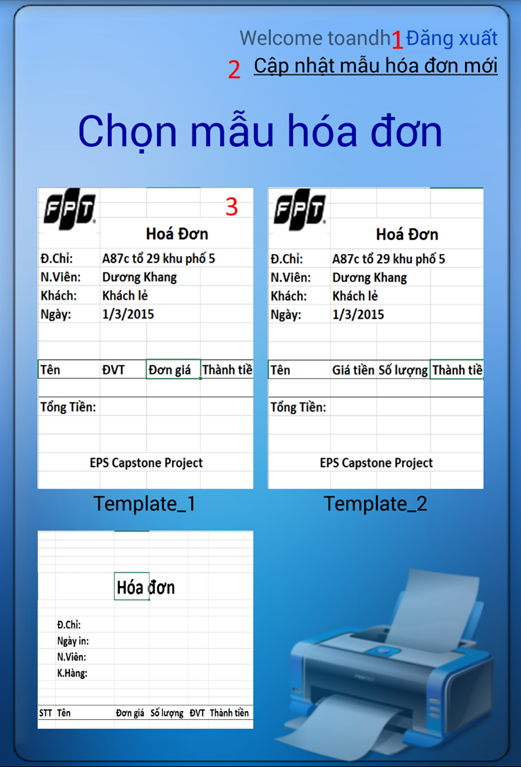 Welcome toandh 1 Đăng xuất
2 Cập nhật mẫu hóa đơn mới
Chọn mẫu hóa đơn
FPT
3
Hoá Đơn
Đ.Chi: A87c tổ 29 khu phố 5
N.Viên: Dương Khang
Khách: Khách lẻ
Ngày: 1/3/2015
Tên ĐVT Đơn giá Thành tiề
Tổng Tiền:
EPS Capstone Project
Template_1
FPT
Hoá Đơn
Đ.Chi: A87c tổ 29 khu phố 5
N.Viên: Dương Khang
Khách: Khách lẻ
Ngày: 1/3/2015
Tên Giá tiền Số lượng Thành tiề
Tổng Tiền:
EPS Capstone Project
Template_2
Hóa đơn
Đ.Chi:
Ngày in:
N.Viên:
K.Hàng:
STT Tên Đơn giá Số lượng ĐVT Thành tiền